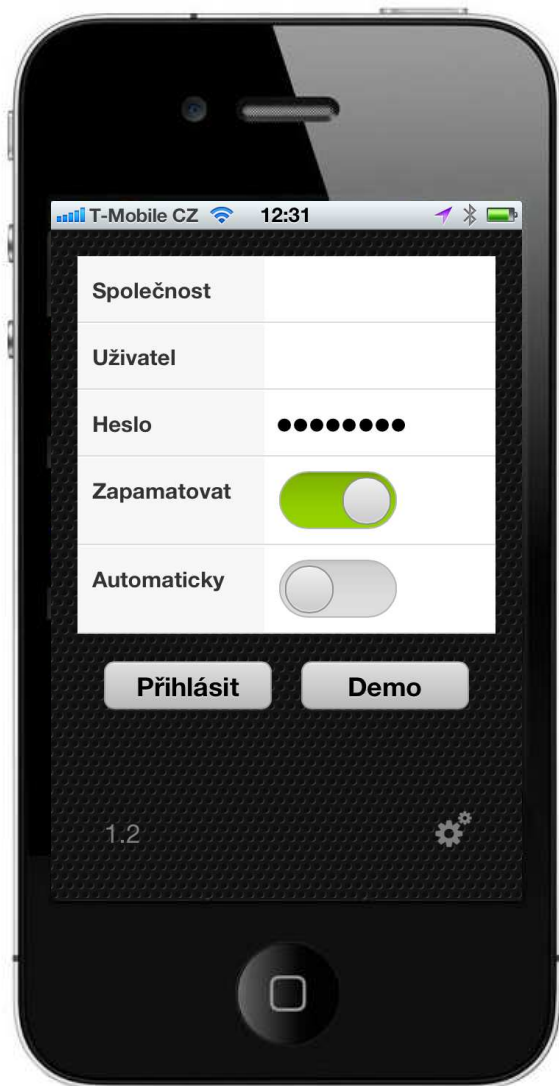 T-Mobile CZ 12:31
Společnost
Uživatel
Heslo ●●●●●●●●
Zapamatovat
Automaticky
Přihlásit Demo
1.2